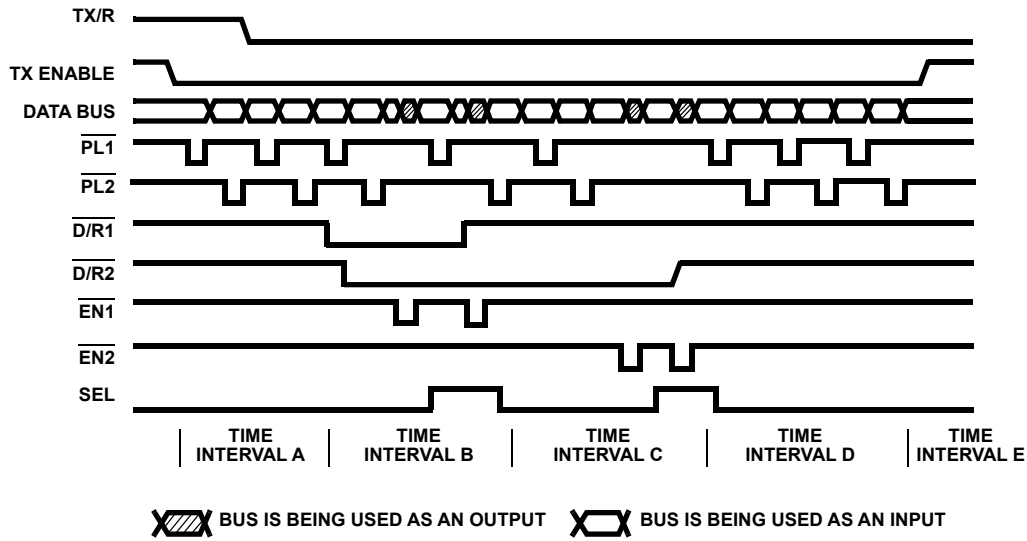 TX/R
TX ENABLE
DATA BUS
PL1
PL2
D/R1
D/R2
EN1
EN2
SEL
TIME
INTERVAL A
TIME
INTERVAL B
TIME
INTERVAL C
TIME
INTERVAL D
TIME
INTERVAL E
BUS IS BEING USED AS AN OUTPUT
BUS IS BEING USED AS AN INPUT